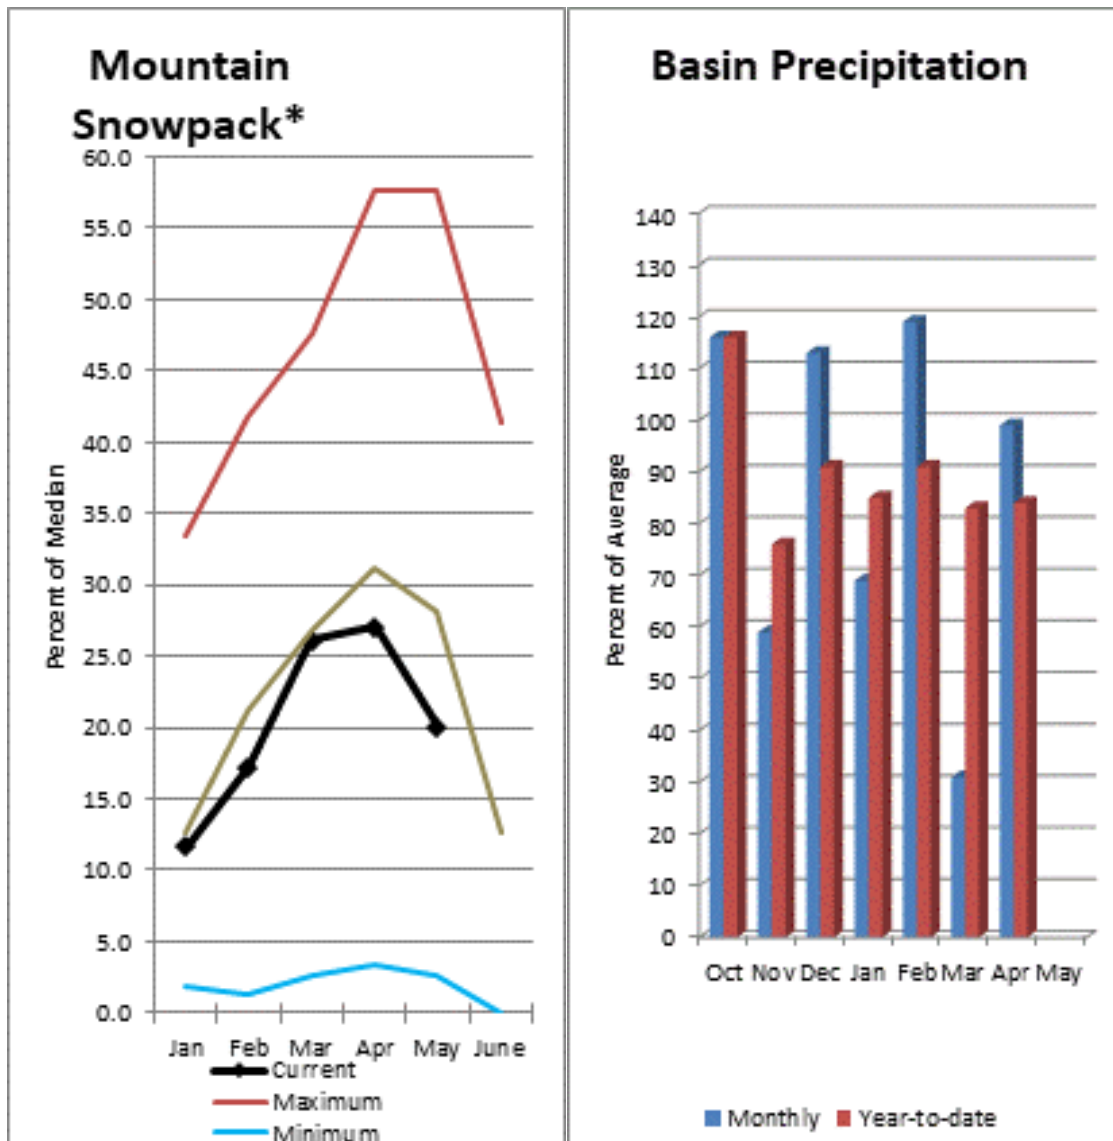 Mountain
Snowpack*
Percent of Median
60.0
55.0
50.0
45.0
40.0
35.0
30.0
25.0
20.0
15.0
10.0
5.0
0.0
Jan Feb Mar Apr May June
Current
Maximum
Minimum
Basin Precipitation
Percent of Average
140
130
120
110
100
90
80
70
60
50
40
30
20
10
0
Oct Nov Dec Jan Feb Mar Apr May
Monthly Year-to-date